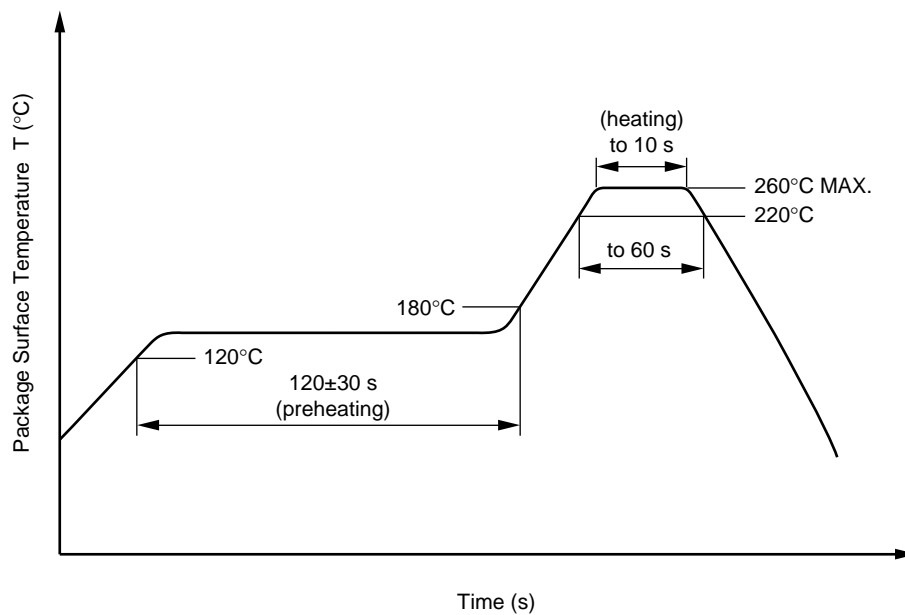 Package Surface Temperature T (°C)
(heating)
to 10 s
260°C MAX.
220°C
to 60 s
180°C
120°C
120±30 s
(preheating)
Time (s)